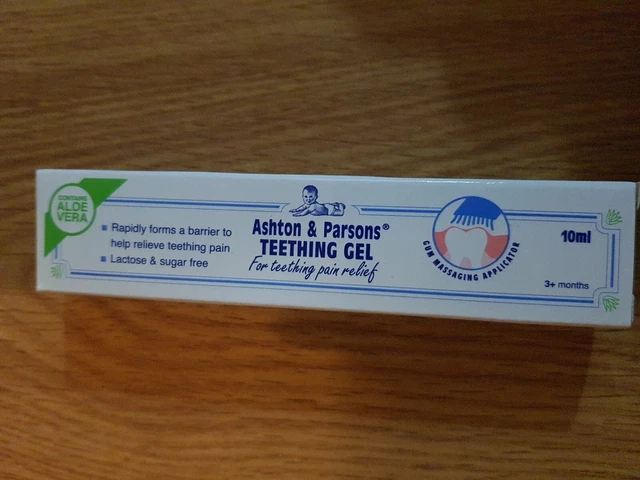 CONTAINS
ALOE
VERA
Rapidly forms a barrier to
help relieve teething pain
Lactose & sugar free
Ashton & Parsons®
TEETHING GEL
For teething pain relief
GUM MASSAGING APPLICATOR
10ml
3+ months